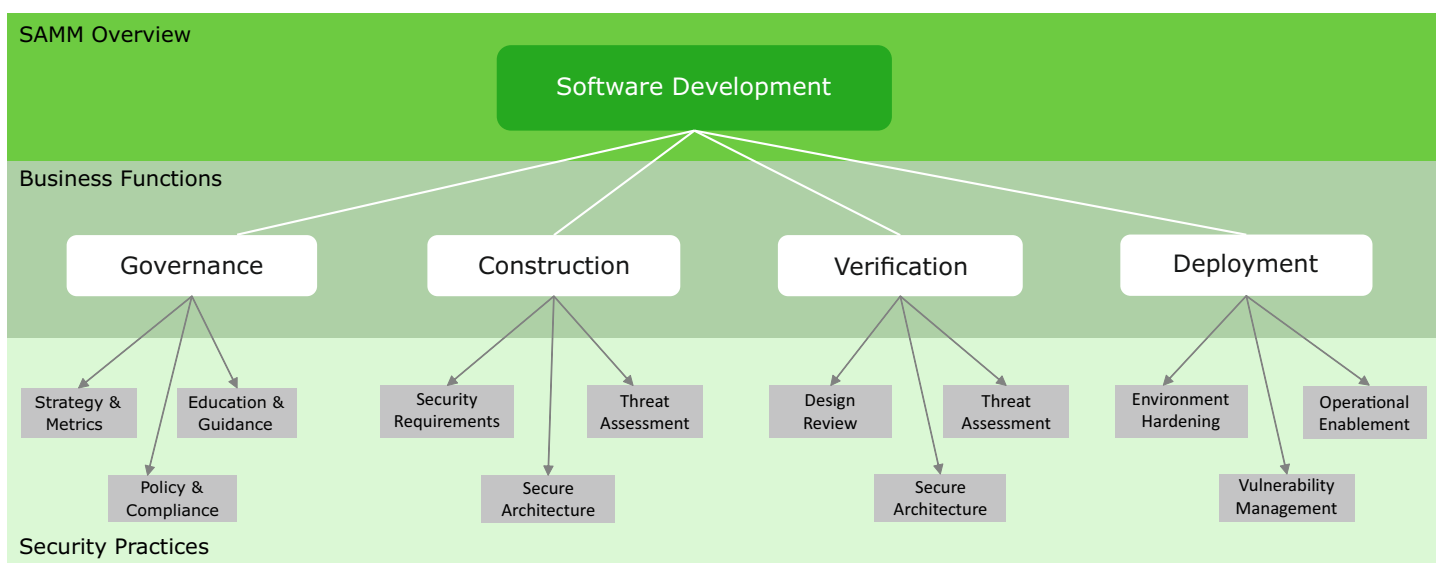 SAMM Overview
Software Development
Business Functions
Governance
Construction
Verification
Deployment
Strategy &
Metrics
Education &
Guidance
Policy &
Compliance
Security
Requirements
Threat
Assessment
Secure
Architecture
Design
Review
Threat
Assessment
Secure
Architecture
Environment
Hardening
Operational
Enablement
Vulnerability
Management
Security Practices